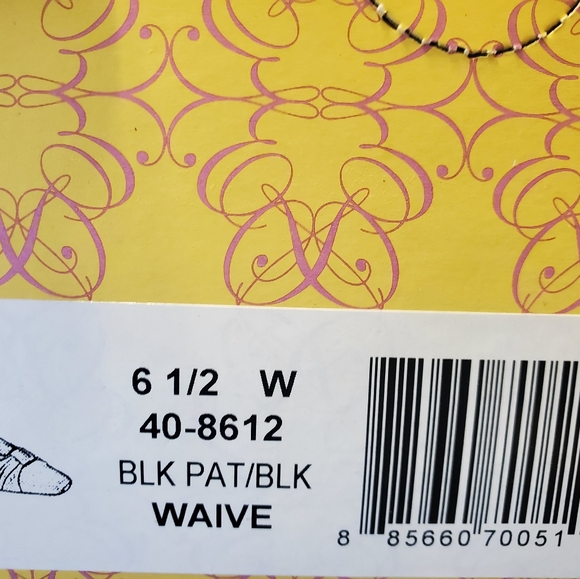 6 1/2 W
40-8612
BLK PAT/BLK
WAIVE
8 85660 70051